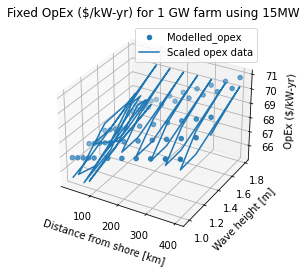 Fixed OpEx ($/kW-yr) for 1 GW farm using 15MW
Modelled_opex
Scaled opex data
71
70
69
68
67
66
OpEx ($/kW-yr)
1.8
1.6
1.4
1.2
1.0
Wave height [m]
100
200
300
400
Distance from shore [km]